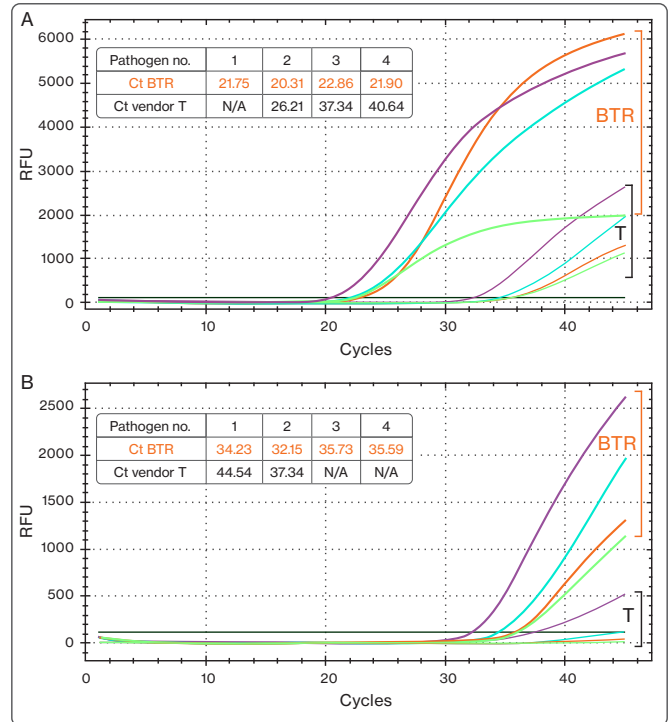 A
6000
5000
4000
3000
2000
1000
0
RFU
Pathogen no. 1 2 3 4
Ct BTR 21.75 20.31 22.86 21.90
Ct vendor T N/A 26.21 37.34 40.64
BTR
T
0 10 20 30 40
Cycles
B
2500
2000
1500
1000
500
0
RFU
Pathogen no. 1 2 3 4
Ct BTR 34.23 32.15 35.73 35.59
Ct vendor T 44.54 37.34 N/A N/A
BTR
T
0 10 20 30 40
Cycles